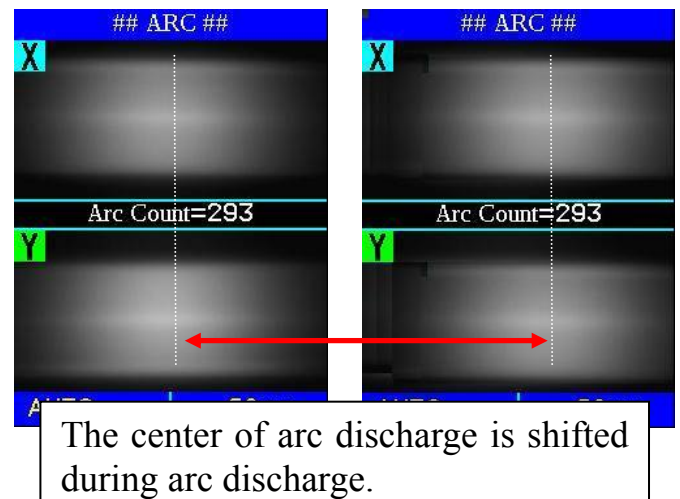 ## ARC ##
X
Arc Count=293
Y
## ARC ##
X
Arc Count=293
Y
The center of arc discharge is shifted
during arc discharge.